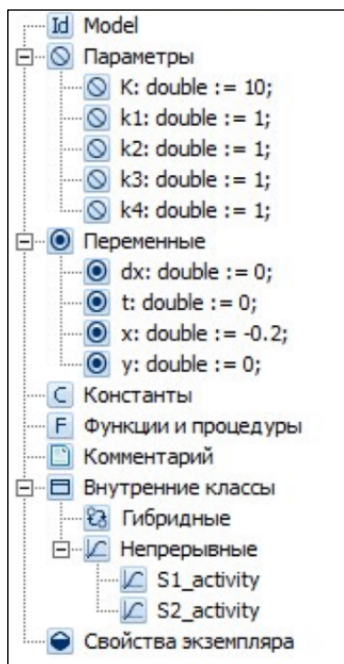 Id Model
Параметры
K: double := 10;
k1: double := 1;
k2: double := 1;
k3: double := 1;
k4: double := 1;
Переменные
dx: double := 0;
t: double := 0;
x: double := -0.2;
y: double := 0;
C Константы
F Функции и процедуры
Комментарий
Внутренние классы
Гибридные
Непрерывные
S1_activity
S2_activity
Свойства экземпляра